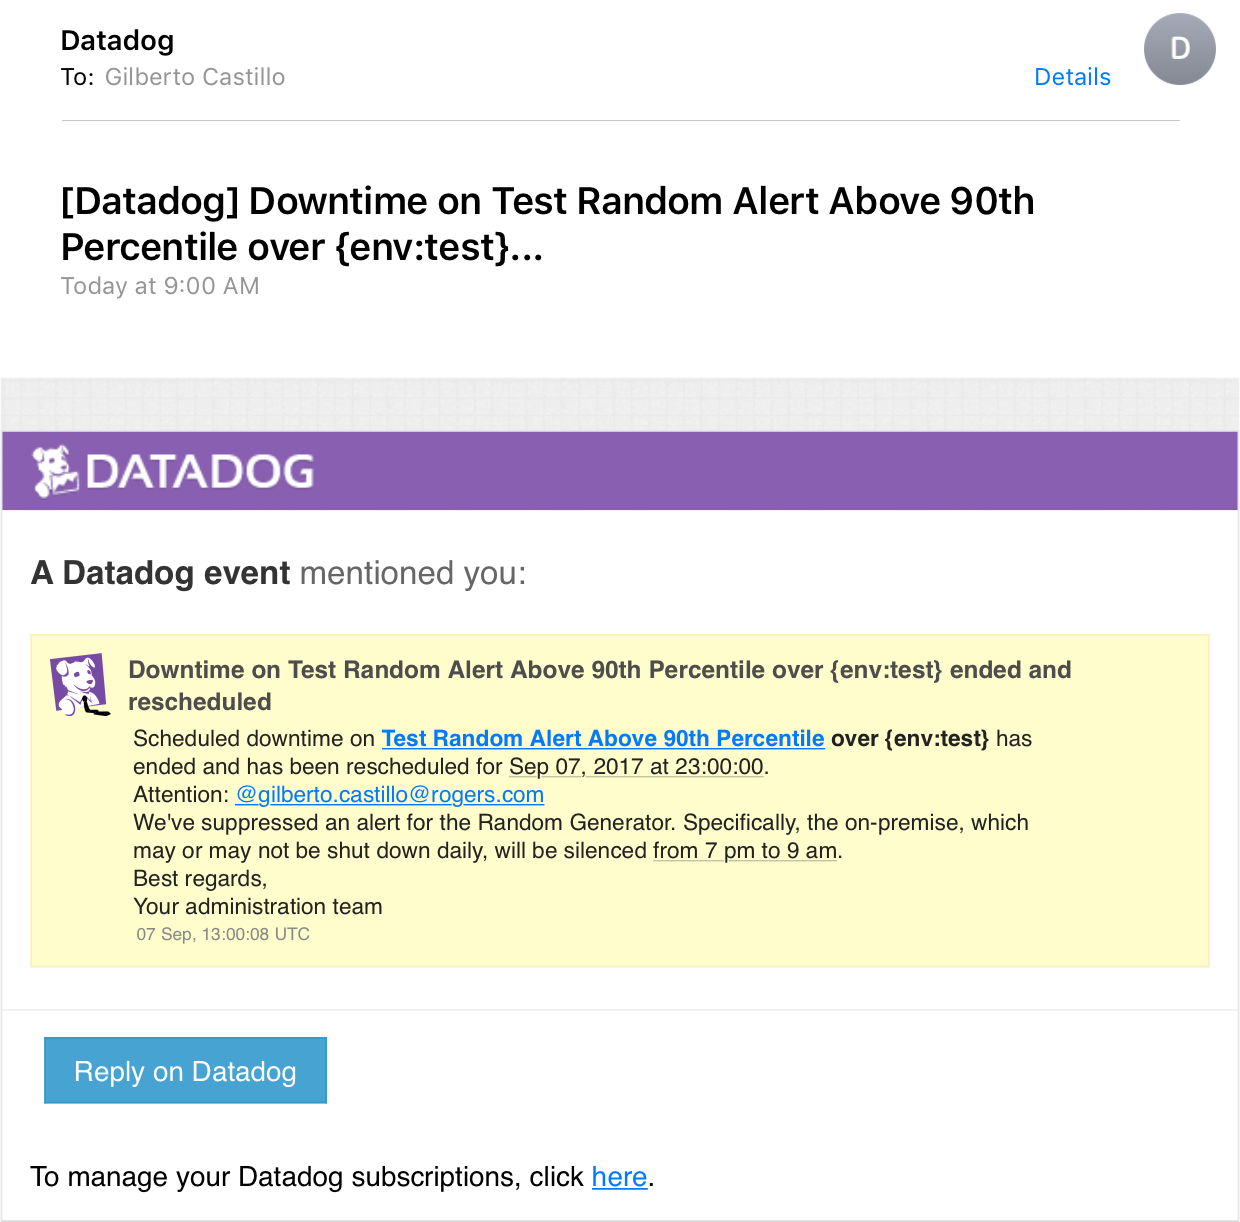 Datadog
To: Gilberto Castillo
Details
D
[Datadog] Downtime on Test Random Alert Above 90th
Percentile over {env:test}...
Today at 9:00 AM
DATADOG
A Datadog event mentioned you:
Downtime on Test Random Alert Above 90th Percentile over {env:test} ended and
rescheduled
Scheduled downtime on Test Random Alert Above 90th Percentile over {env:test} has
ended and has been rescheduled for Sep 07, 2017 at 23:00:00.
Attention: @gilberto.castillo@rogers.com
We've suppressed an alert for the Random Generator. Specifically, the on-premise, which
may or may not be shut down daily, will be silenced from 7 pm to 9 am.
Best regards,
Your administration team
07 Sep, 13:00:08 UTC
Reply on Datadog
To manage your Datadog subscriptions, click here.